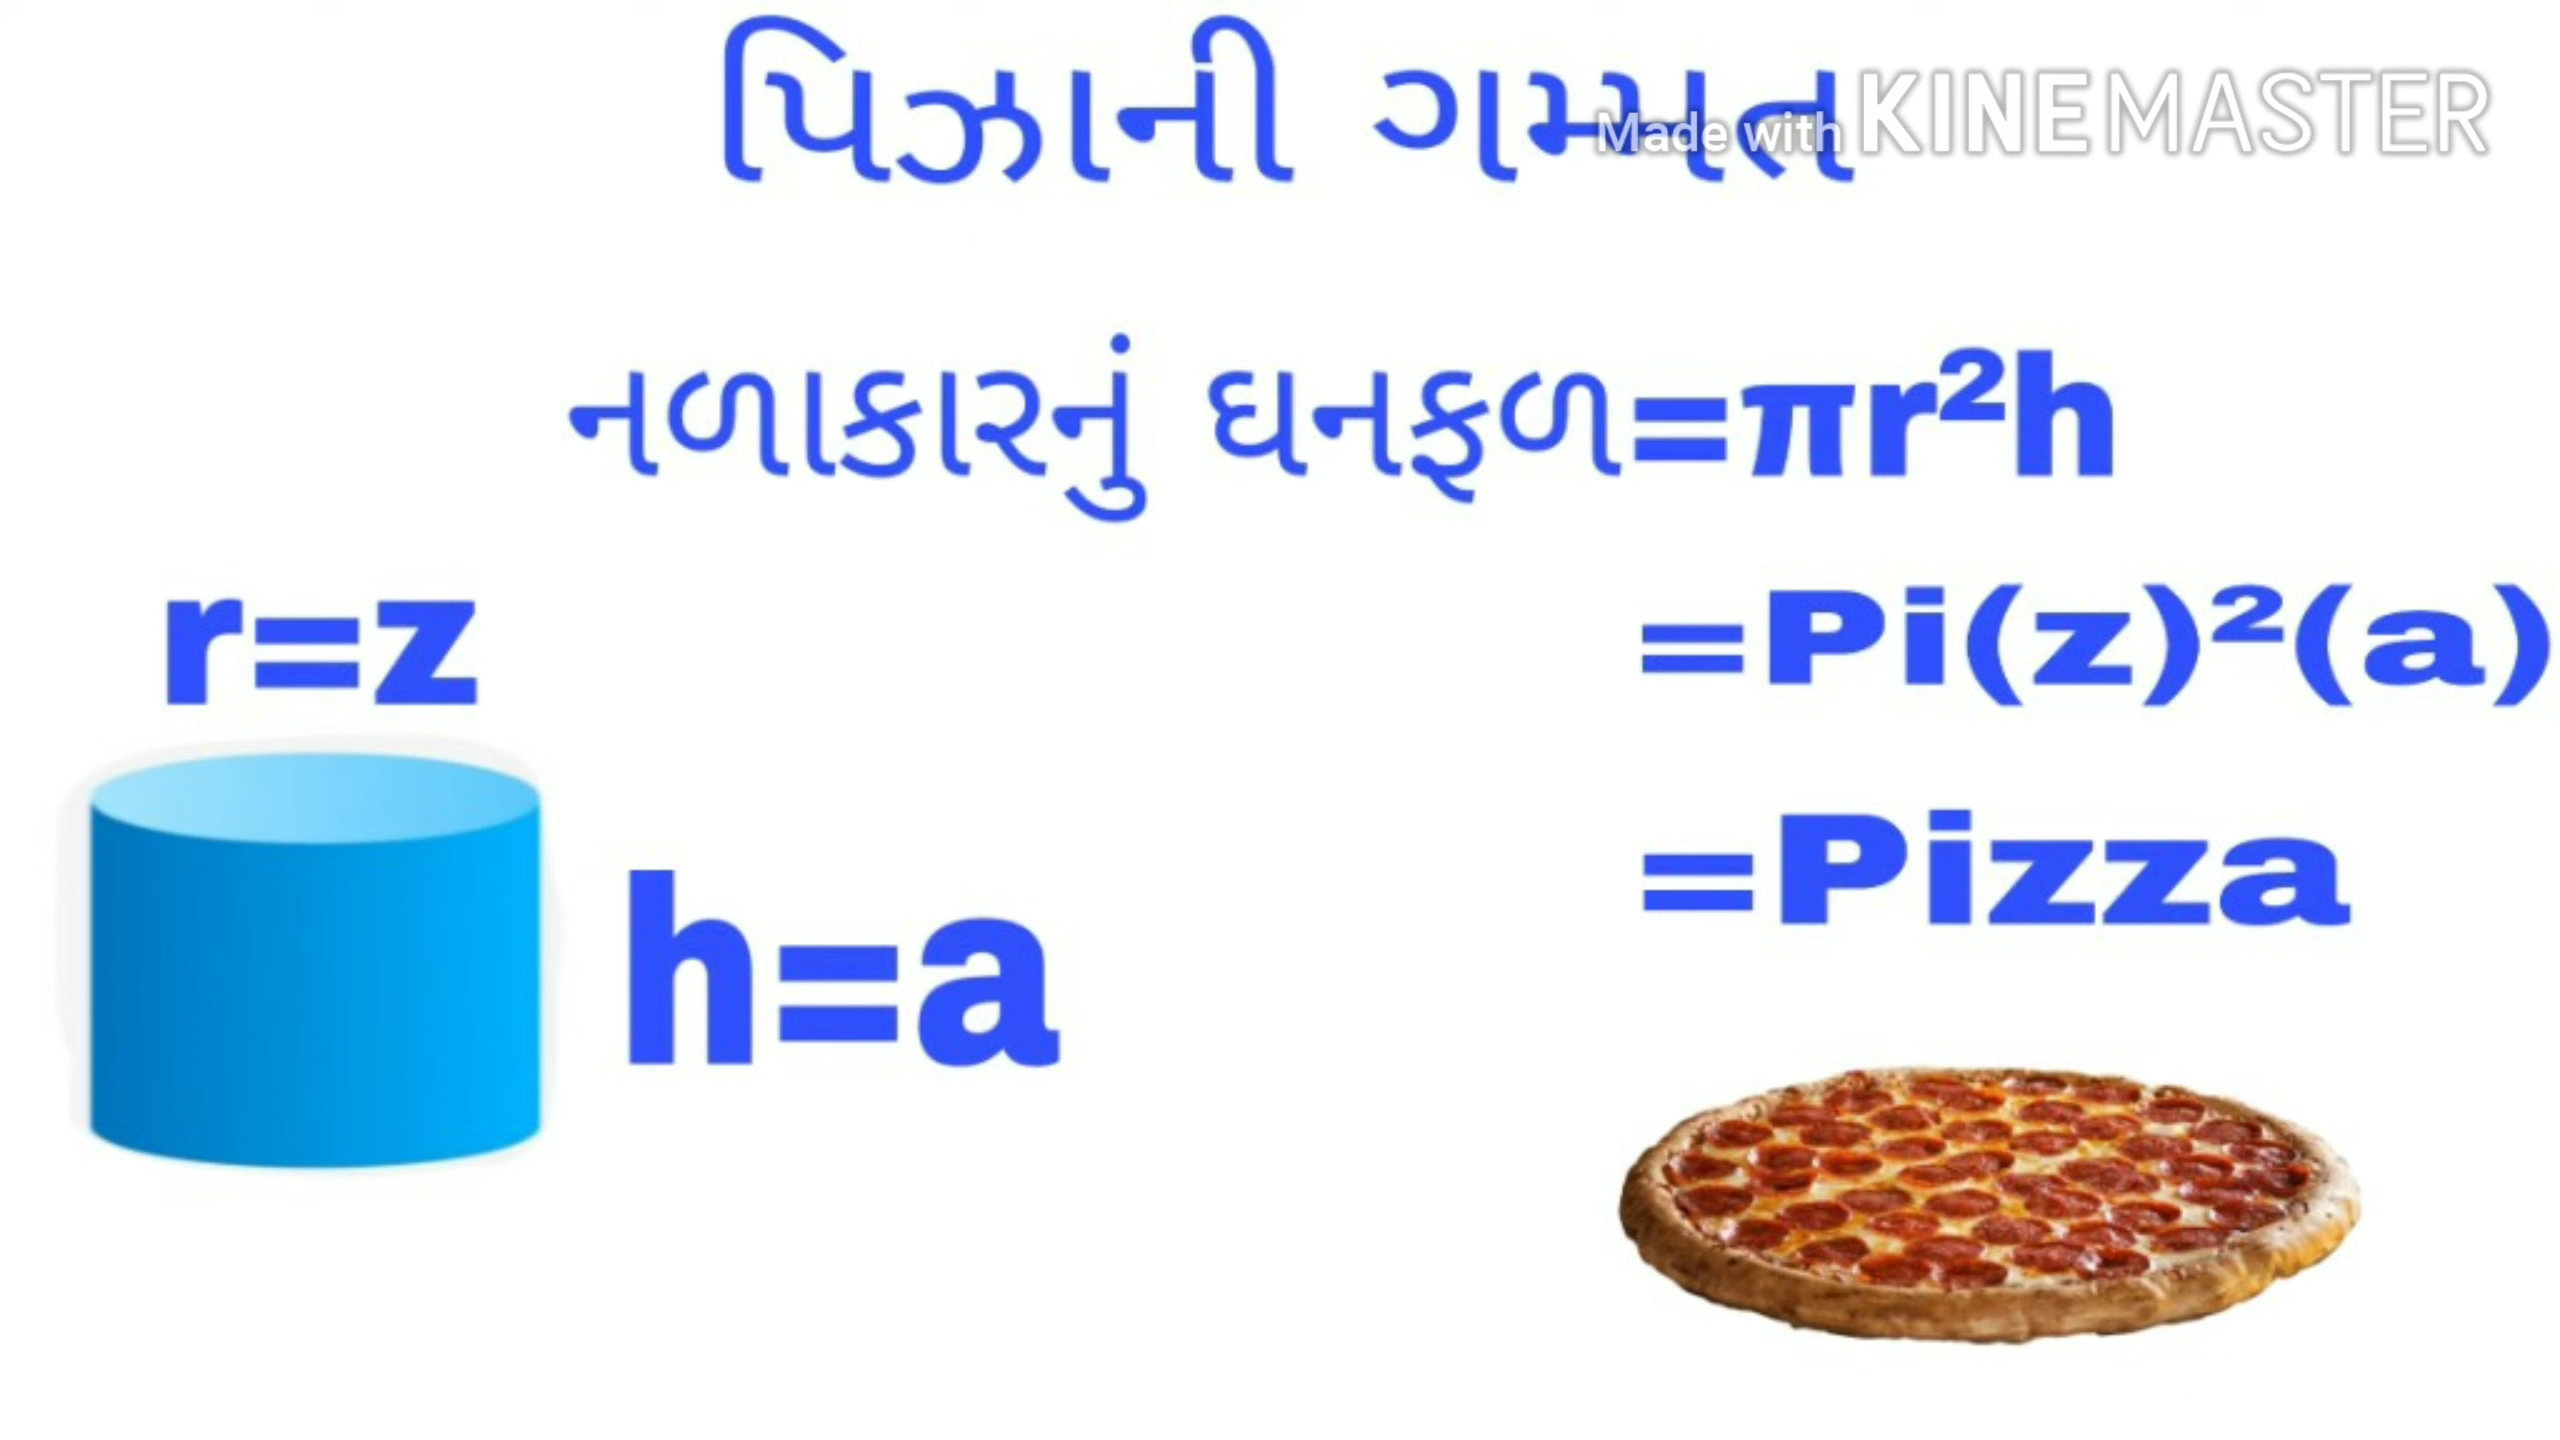 પિઝાની ગમ્મત
Made with KINEMASTER
નળાકારનું ઘનફળ=πr²h
r=z
=Pi(z)²(a)
=Pizza
h=a